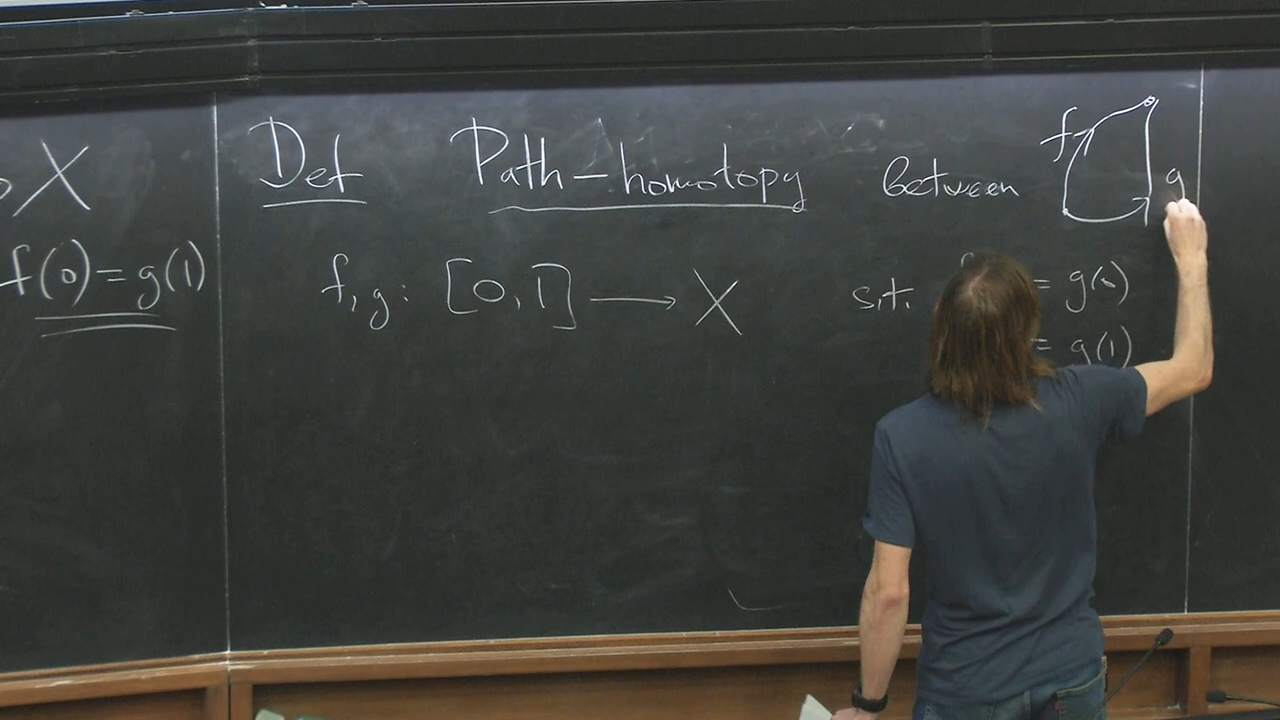 X
f(0) = g(1)
Def Path-homotopy between
f
g
f, g: [0, 1] ⟶ X s.t. = g(0)
= g(1)